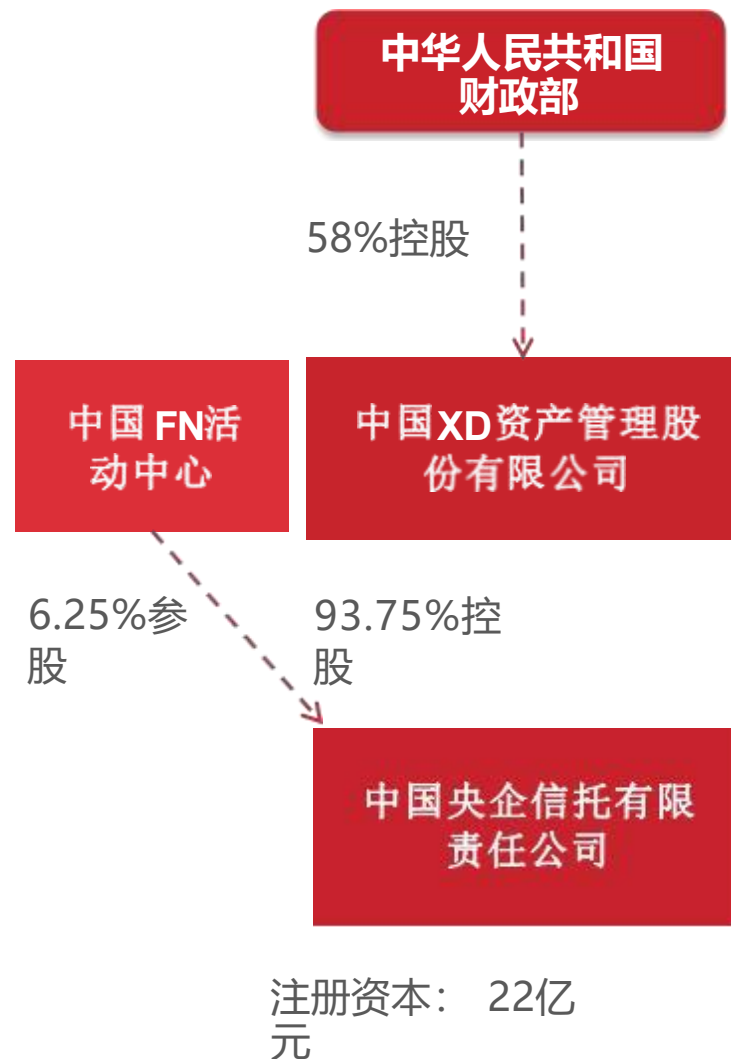 中华人民共和国
财政部
58%控股
中国 FN活
动中心
中国XD资产管理股
份有限公司
6.25%参
股
93.75%控
股
中国央企信托有限
责任公司
注册资本： 22亿
元